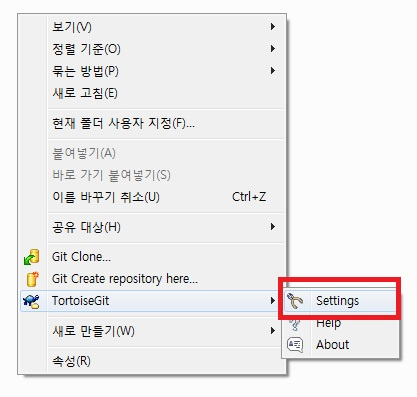 보기(V)
정렬 기준(O)
묶는 방법(P)
새로 고침(E)
현재 폴더 사용자 지정(F)...
붙여넣기(A)
바로 가기 붙여넣기(S)
이름 바꾸기 취소(U) Ctrl+Z
공유 대상(H)
Git Clone...
Git Create repository here...
TortoiseGit
Settings
Help
About
새로 만들기(W)
속성(R)